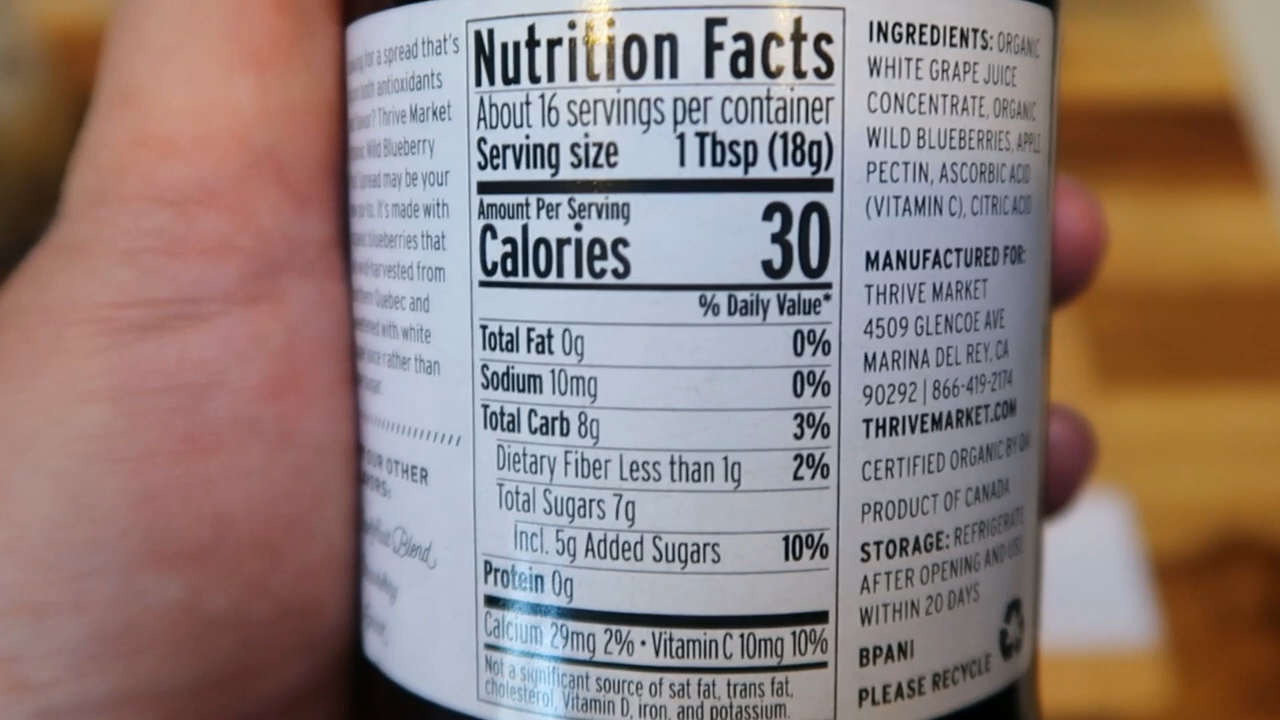 for a spread that's
both antioxidants
Thrive Market
Wild Blueberry
Spread may be your
It's made with
blueberries that
harvested from
Quebec and
with white
rather than
OUR OTHER
Blend
Nutrition Facts
About 16 servings per container
Serving size 1 Tbsp (18g)
Amount Per Serving
Calories 30
% Daily Value*
Total Fat 0g 0%
Sodium 10mg 0%
Total Carb 8g 3%
Dietary Fiber Less than 1g 2%
Total Sugars 7g
Incl. 5g Added Sugars 10%
Protein 0g
Calcium 29mg 2% • Vitamin C 10mg 10%
Not a significant source of sat fat, trans fat,
cholesterol, Vitamin D, iron, and potassium.
INGREDIENTS: ORGANIC
WHITE GRAPE JUICE
CONCENTRATE, ORGANIC
WILD BLUEBERRIES, APPLE
PECTIN, ASCORBIC ACID
(VITAMIN C), CITRIC ACID
MANUFACTURED FOR:
THRIVE MARKET
4509 GLENCOE AVE
MARINA DEL REY, CA
90292 | 866-419-2174
THRIVEMARKET.COM
CERTIFIED ORGANIC BY QAI
PRODUCT OF CANADA
STORAGE: REFRIGERATE
AFTER OPENING AND USE
WITHIN 20 DAYS
BPANI
PLEASE RECYCLE